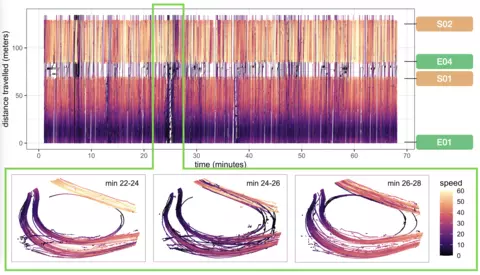 S02
E04
S01
E01
distance travelled (meters)
100
50
0
0
10
20
30
40
50
60
70
time (minutes)
min 22-24
min 24-26
min 26-28
speed
60
50
40
30
20
10
0